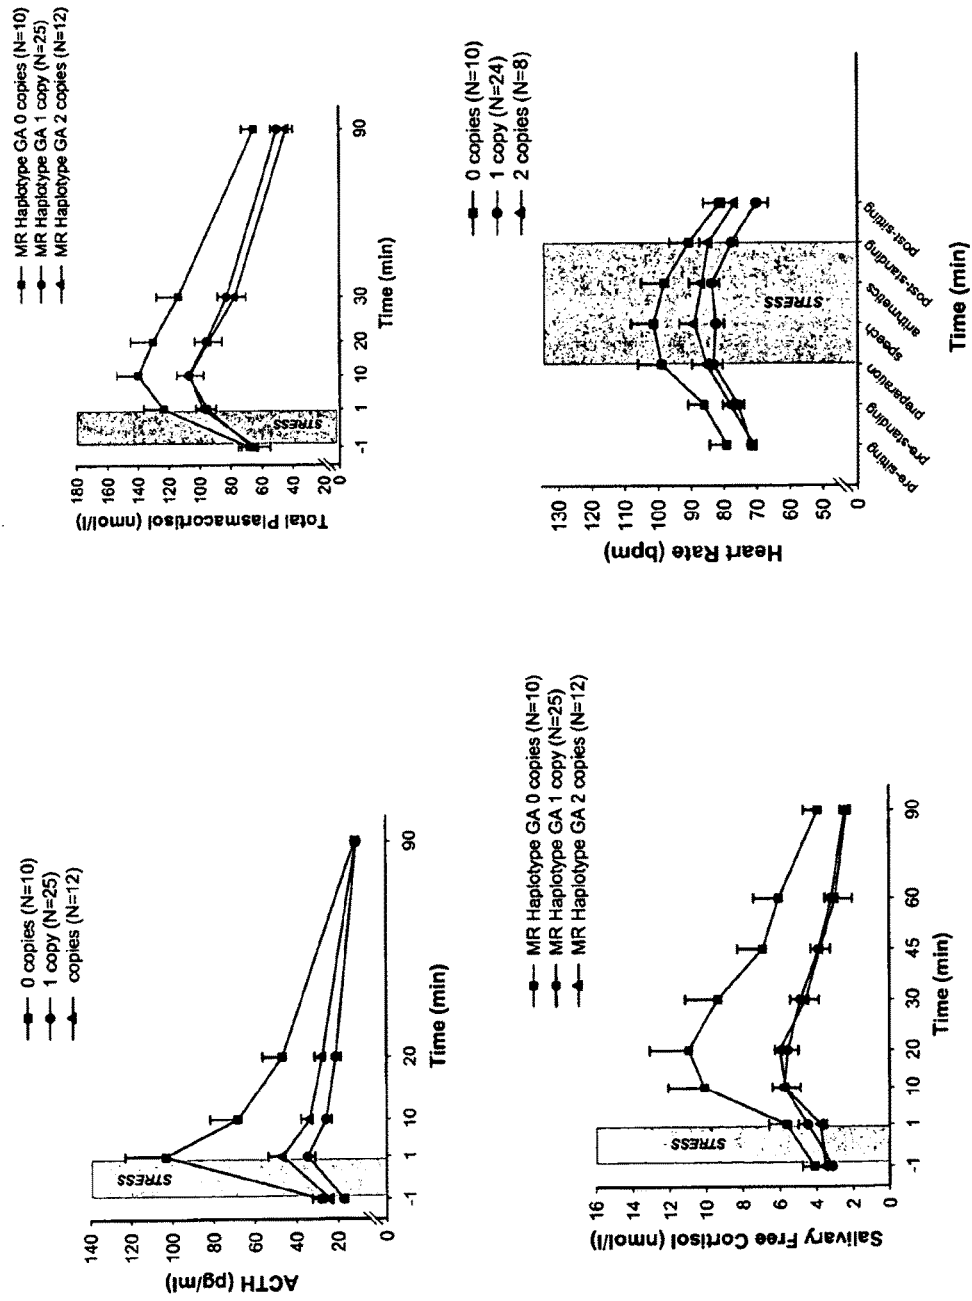 0 copies (N=10)
1 copy (N=25)
copies (N=12)
140
120
100
80
60
40
20
0
ACTH (pg/ml)
STRESS
-1
1
10
20
90
Time (min)
MR Haplotype GA 0 copies (N=10)
MR Haplotype GA 1 copy (N=25)
MR Haplotype GA 2 copies (N=12)
180
160
140
120
100
80
60
40
20
0
Total Plasmacortisol (nmol/l)
STRESS
-1
1
10
20
30
90
Time (min)
MR Haplotype GA 0 copies (N=10)
MR Haplotype GA 1 copy (N=25)
MR Haplotype GA 2 copies (N=12)
16
14
12
10
8
6
4
2
0
Salivary Free Cortisol (nmol/l)
STRESS
-1
1
10
20
30
45
60
90
Time (min)
0 copies (N=10)
1 copy (N=24)
2 copies (N=8)
130
120
110
100
90
80
70
60
50
0
Heart Rate (bpm)
STRESS
pre-sitting
pre-standing
preparation
speech
arithmetics
post-standing
post-sitting
Time (min)